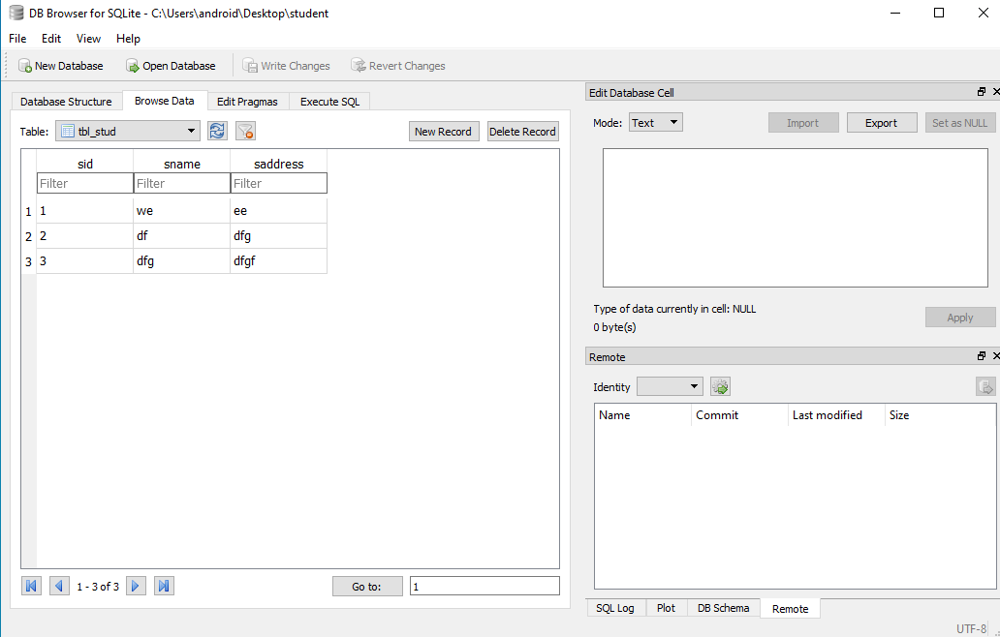 DB Browser for SQLite - C:\Users\android\Desktop\student
File Edit View Help
New Database Open Database Write Changes Revert Changes
Database Structure Browse Data Edit Pragmas Execute SQL
Table: tbl_stud New Record Delete Record
sid sname saddress
Filter Filter Filter
1 1 we ee
2 2 df dfg
3 3 dfg dfgf
1 - 3 of 3 Go to: 1
Edit Database Cell
Mode: Text Import Export Set as NULL
Type of data currently in cell: NULL
0 byte(s)
Apply
Remote
Identity
Name Commit Last modified Size
SQL Log Plot DB Schema Remote
UTF-8